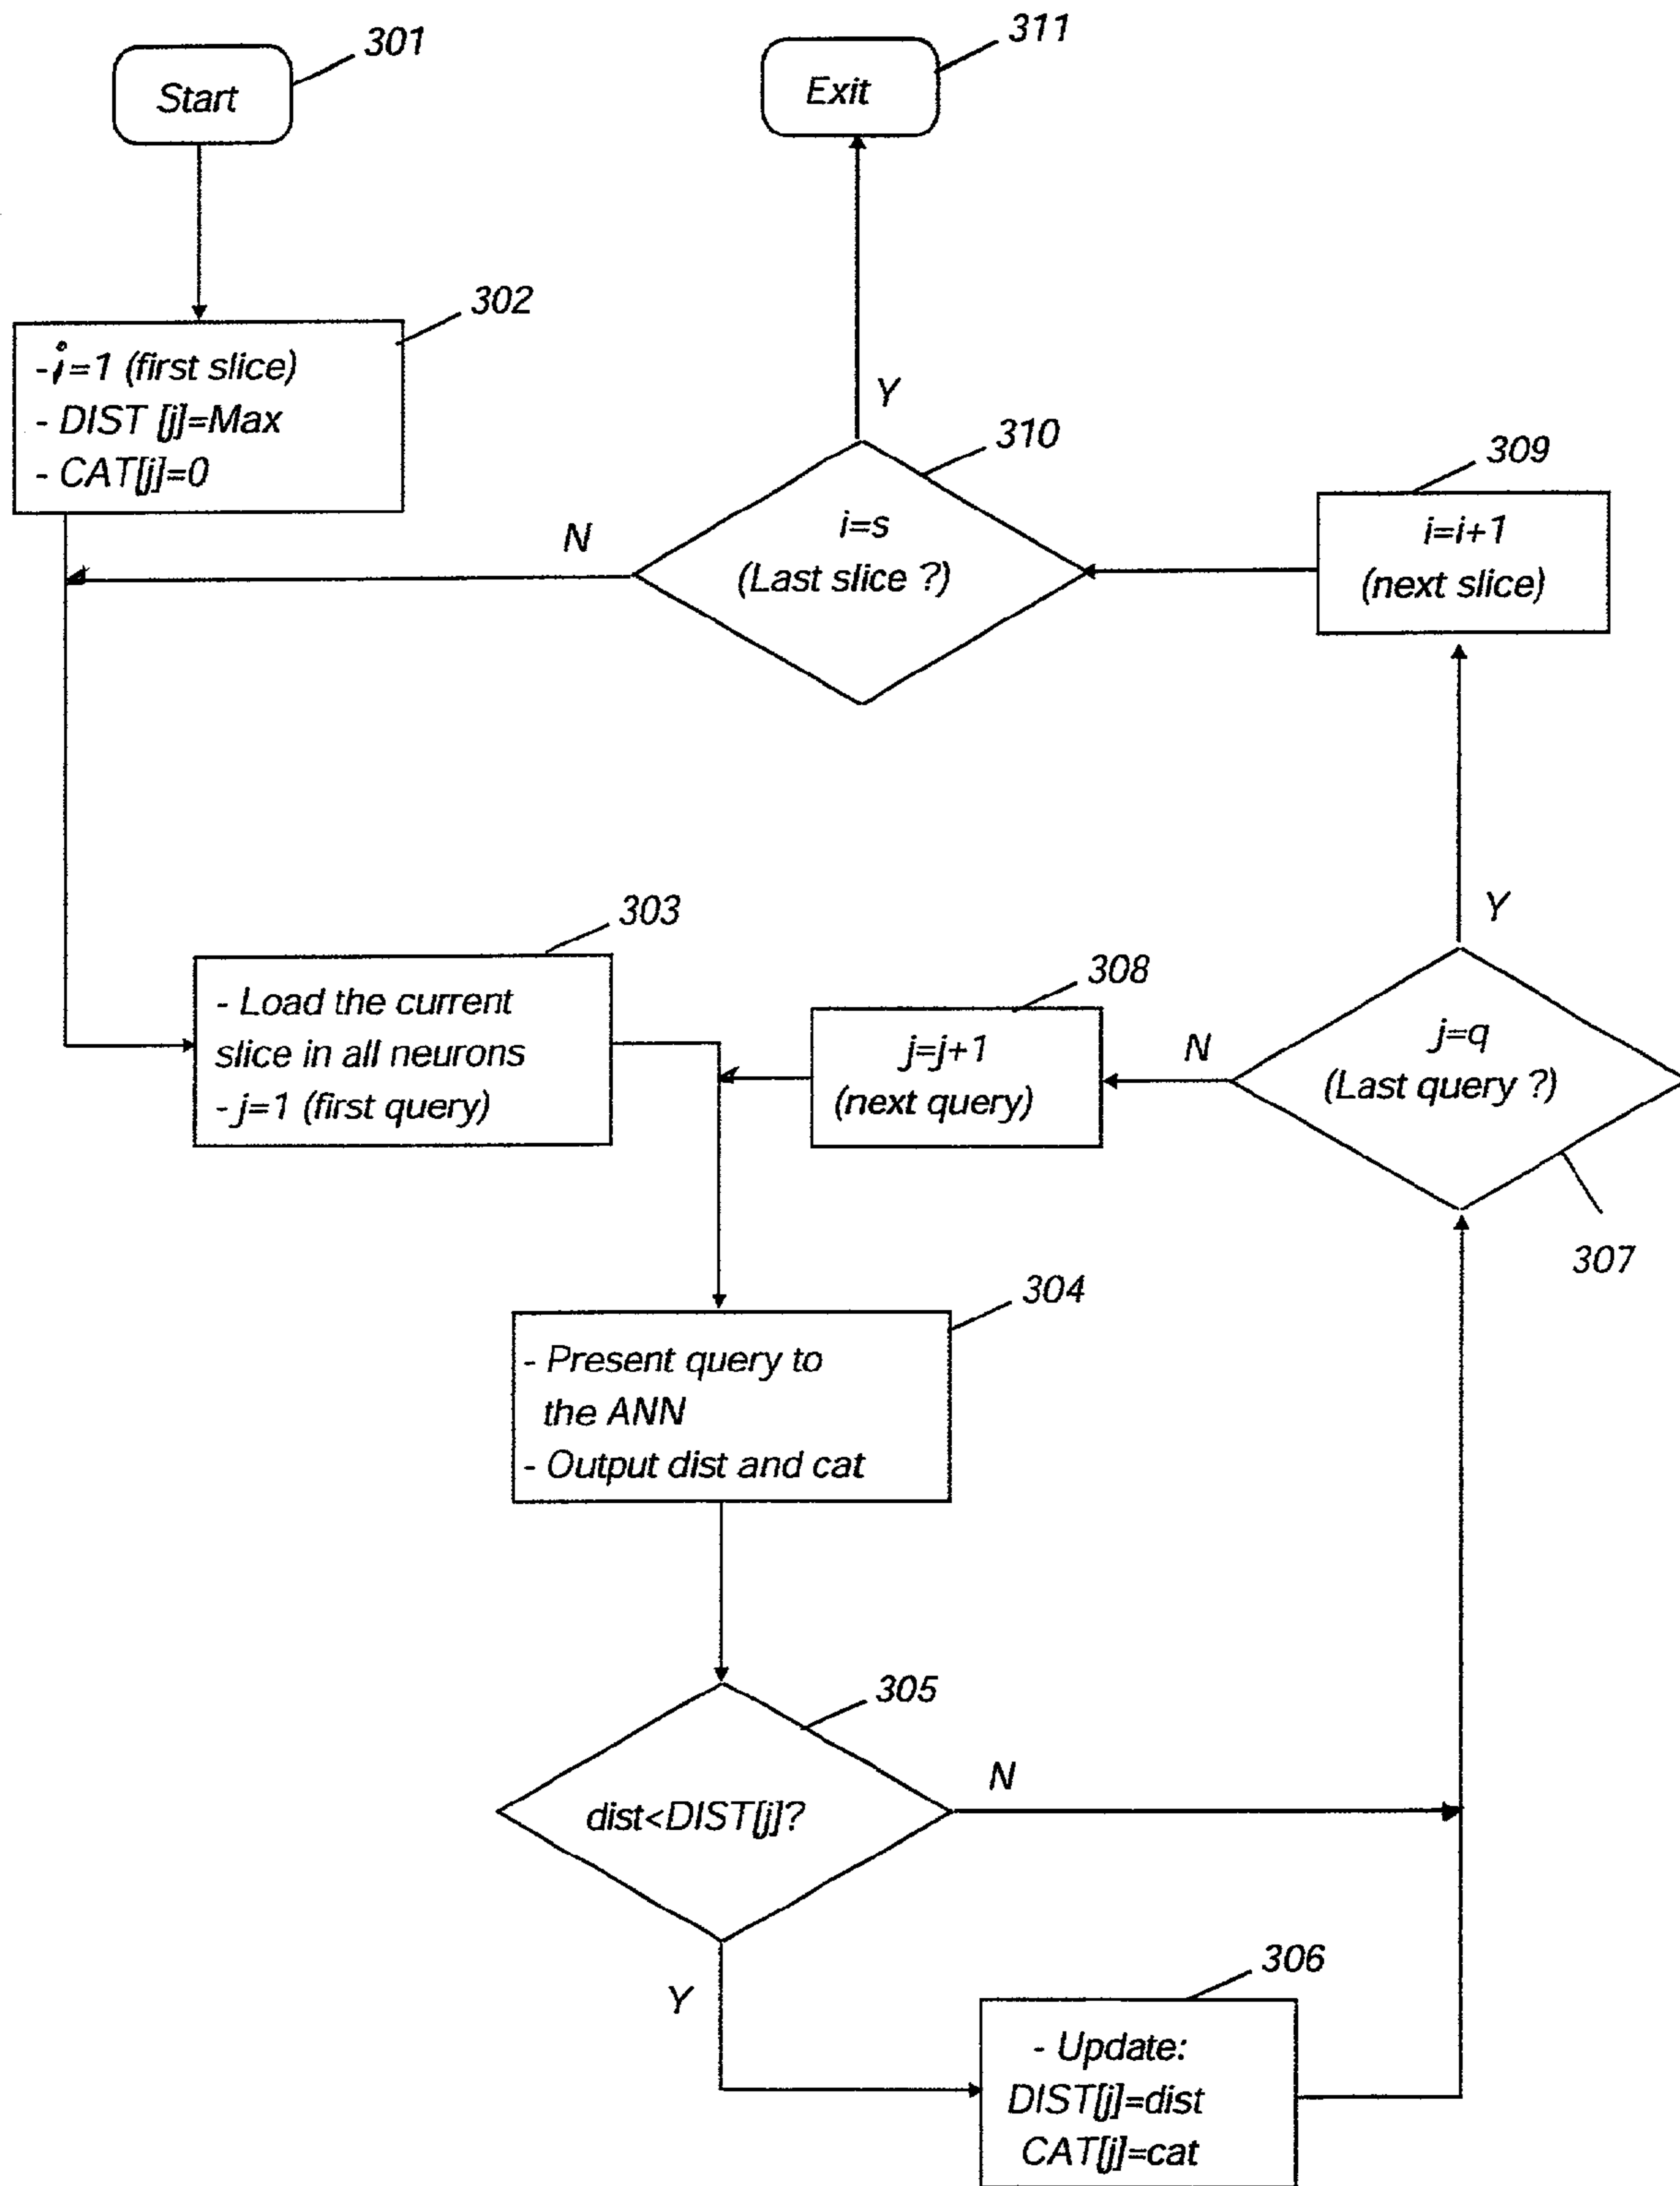 301
Start
311
Exit
302
- i=1 (first slice)
- DIST [j]=Max
- CAT[j]=0
Y
310
i=s
(Last slice ?)
N
309
i=i+1
(next slice)
303
- Load the current
slice in all neurons
- j=1 (first query)
308
j=j+1
(next query)
N
Y
j=q
(Last query ?)
307
304
- Present query to
the ANN
- Output dist and cat
305
dist<DIST[j]?
N
Y
306
- Update:
DIST[j]=dist
CAT[j]=cat